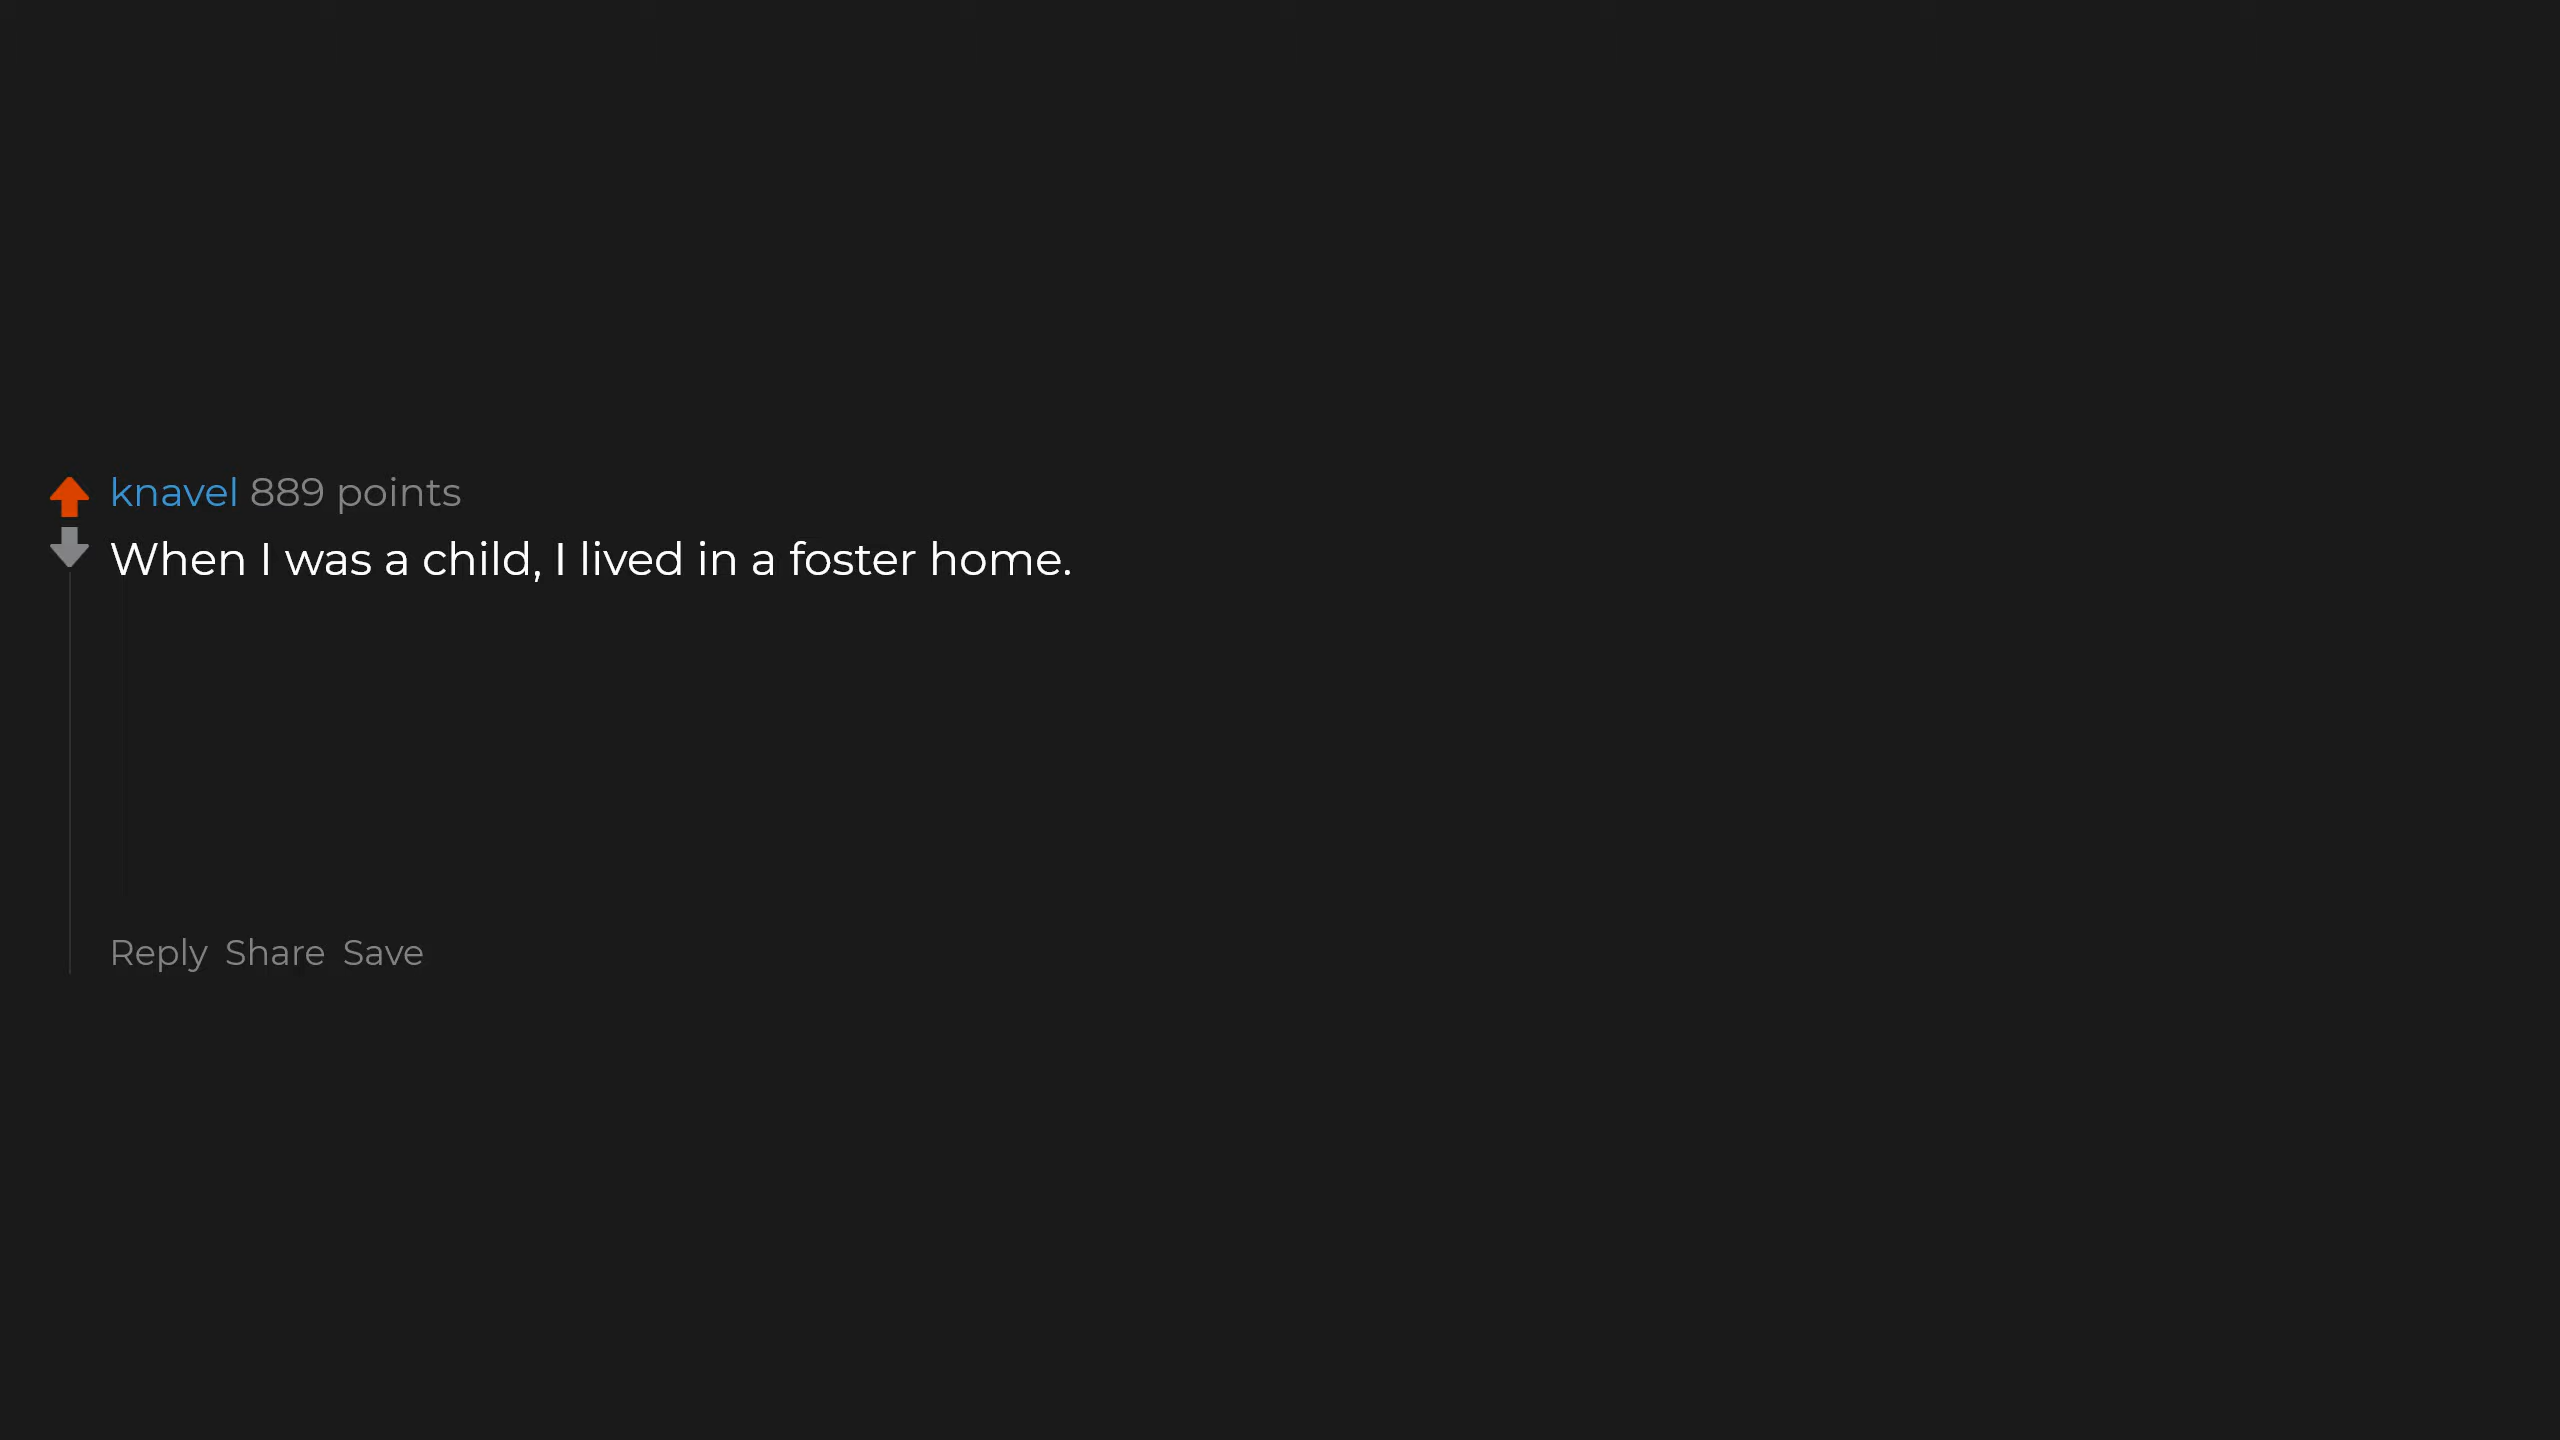 knavel 889 points
When I was a child, I lived in a foster home.
Reply Share Save